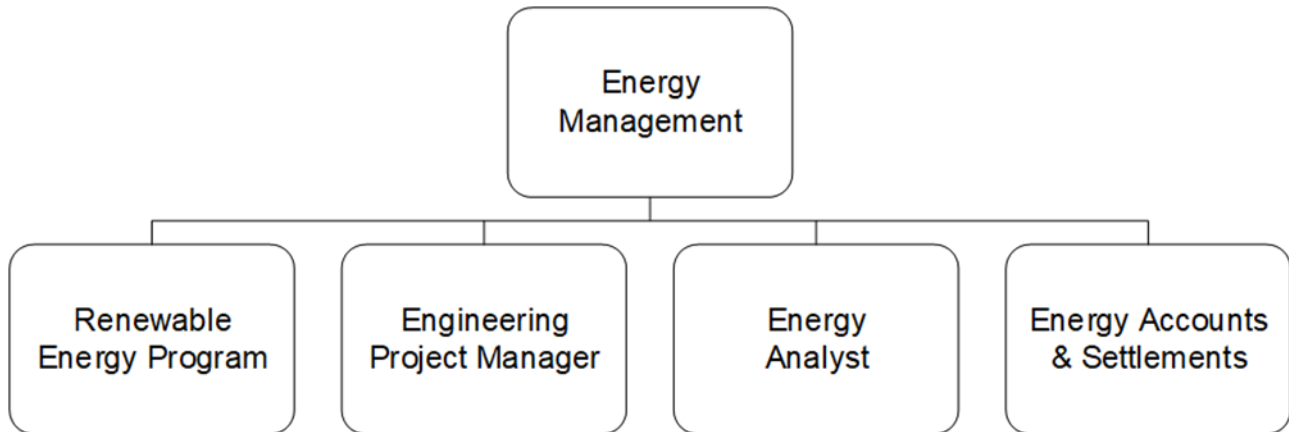 Energy
Management
Renewable
Energy Program
Engineering
Project Manager
Energy
Analyst
Energy Accounts
& Settlements